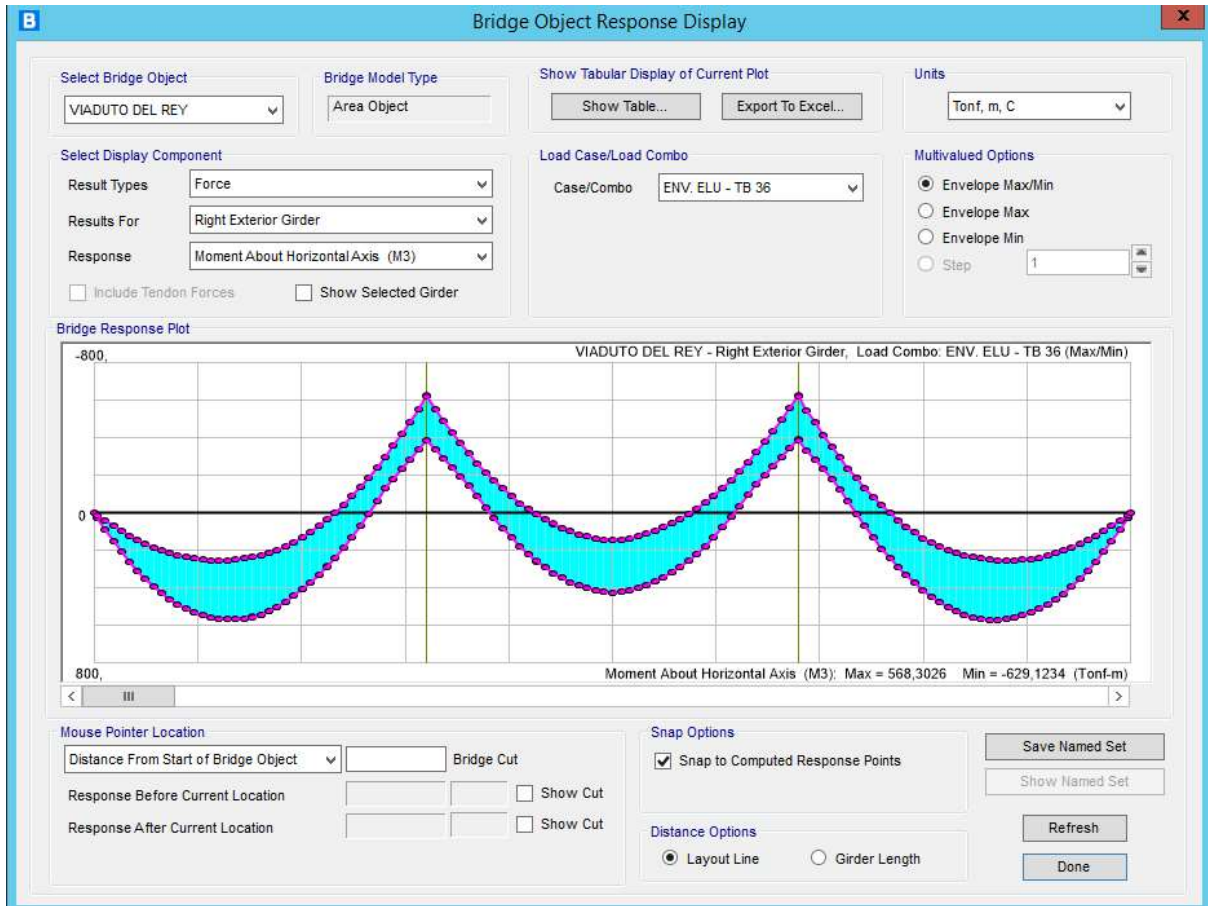 B
Bridge Object Response Display
x
Select Bridge Object
VIADUTO DEL REY
Bridge Model Type
Area Object
Show Tabular Display of Current Plot
Show Table...
Export To Excel...
Units
Tonf, m, C
Select Display Component
Result Types
Force
Results For
Right Exterior Girder
Response
Moment About Horizontal Axis (M3)
Include Tendon Forces
Show Selected Girder
Load Case/Load Combo
Case/Combo
ENV. ELU - TB 36
Multivalued Options
Envelope Max/Min
Envelope Max
Envelope Min
Step
1
Bridge Response Plot
-800,
VIADUTO DEL REY - Right Exterior Girder, Load Combo: ENV. ELU - TB 36 (Max/Min)
0
800,
Moment About Horizontal Axis (M3): Max = 568,3026 Min = -629,1234 (Tonf-m)
Mouse Pointer Location
Distance From Start of Bridge Object
Bridge Cut
Response Before Current Location
Show Cut
Response After Current Location
Show Cut
Snap Options
Snap to Computed Response Points
Distance Options
Layout Line
Girder Length
Save Named Set
Show Named Set
Refresh
Done